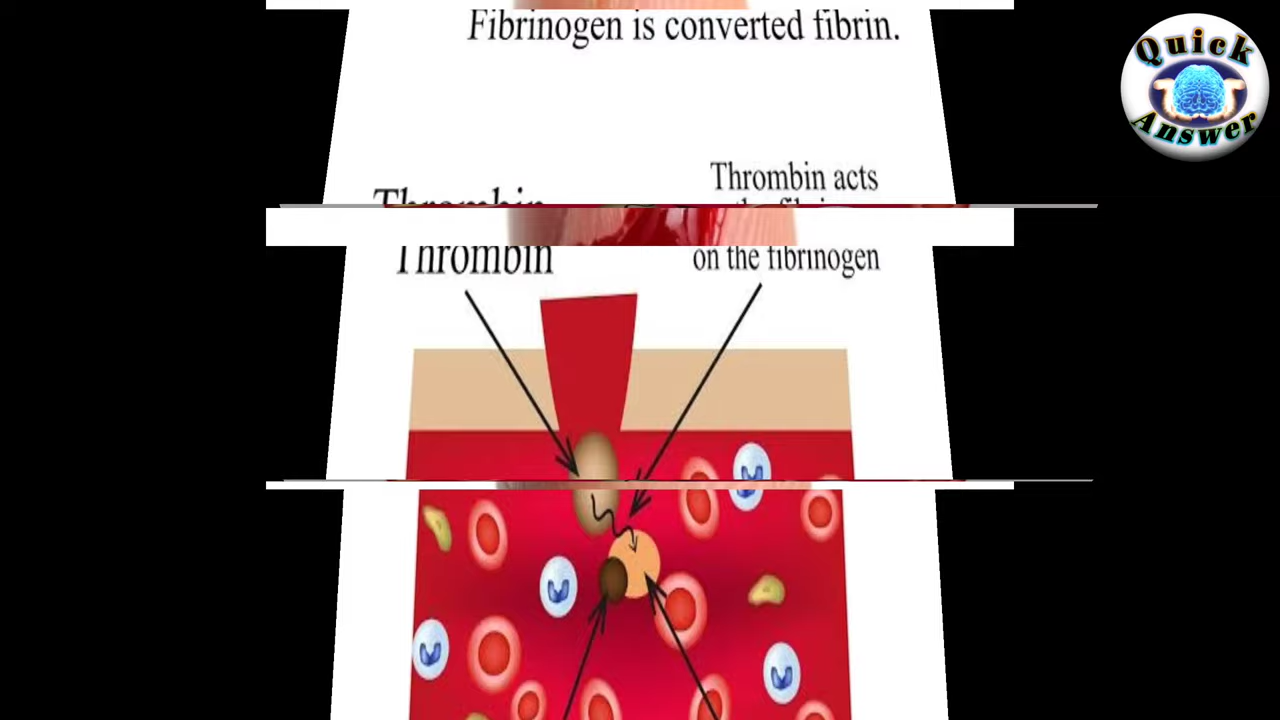 Fibrinogen is converted fibrin.
Quick
Answer
Thrombin acts
Thrombin
on the fibrinogen